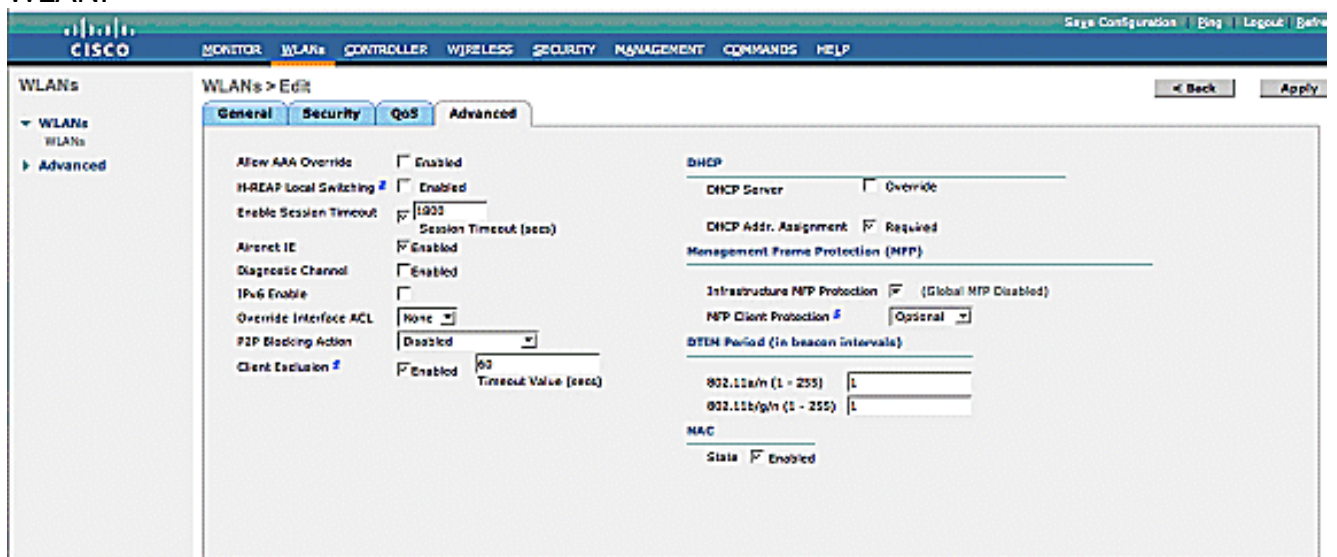 Save Configuration | Ping | Logout | Refre
CISCO
MONITOR WLANs CONTROLLER WIRELESS SECURITY MANAGEMENT COMMANDS HELP
WLANs
WLANs > Edit
< Back
Apply
General Security QoS Advanced
WLANs
WLANs
Advanced
Allow AAA Override Enabled
H-REAP Local Switching 2 Enabled
Enable Session Timeout 1800
Session Timeout (secs)
Aironet IE Enabled
Diagnostic Channel Enabled
IPv6 Enable
Override Interface ACL None
P2P Blocking Action Disabled
Client Exclusion Enabled 60
Timeout Value (secs)
DHCP
DHCP Server Override
DHCP Addr. Assignment Required
Management Frame Protection (MFP)
Infrastructure MFP Protection (Global MFP Disabled)
MFP Client Protection Optional
DTIM Period (in beacon intervals)
802.11a/n (1 - 255) 1
802.11b/g/n (1 - 255) 1
NAC
State Enabled